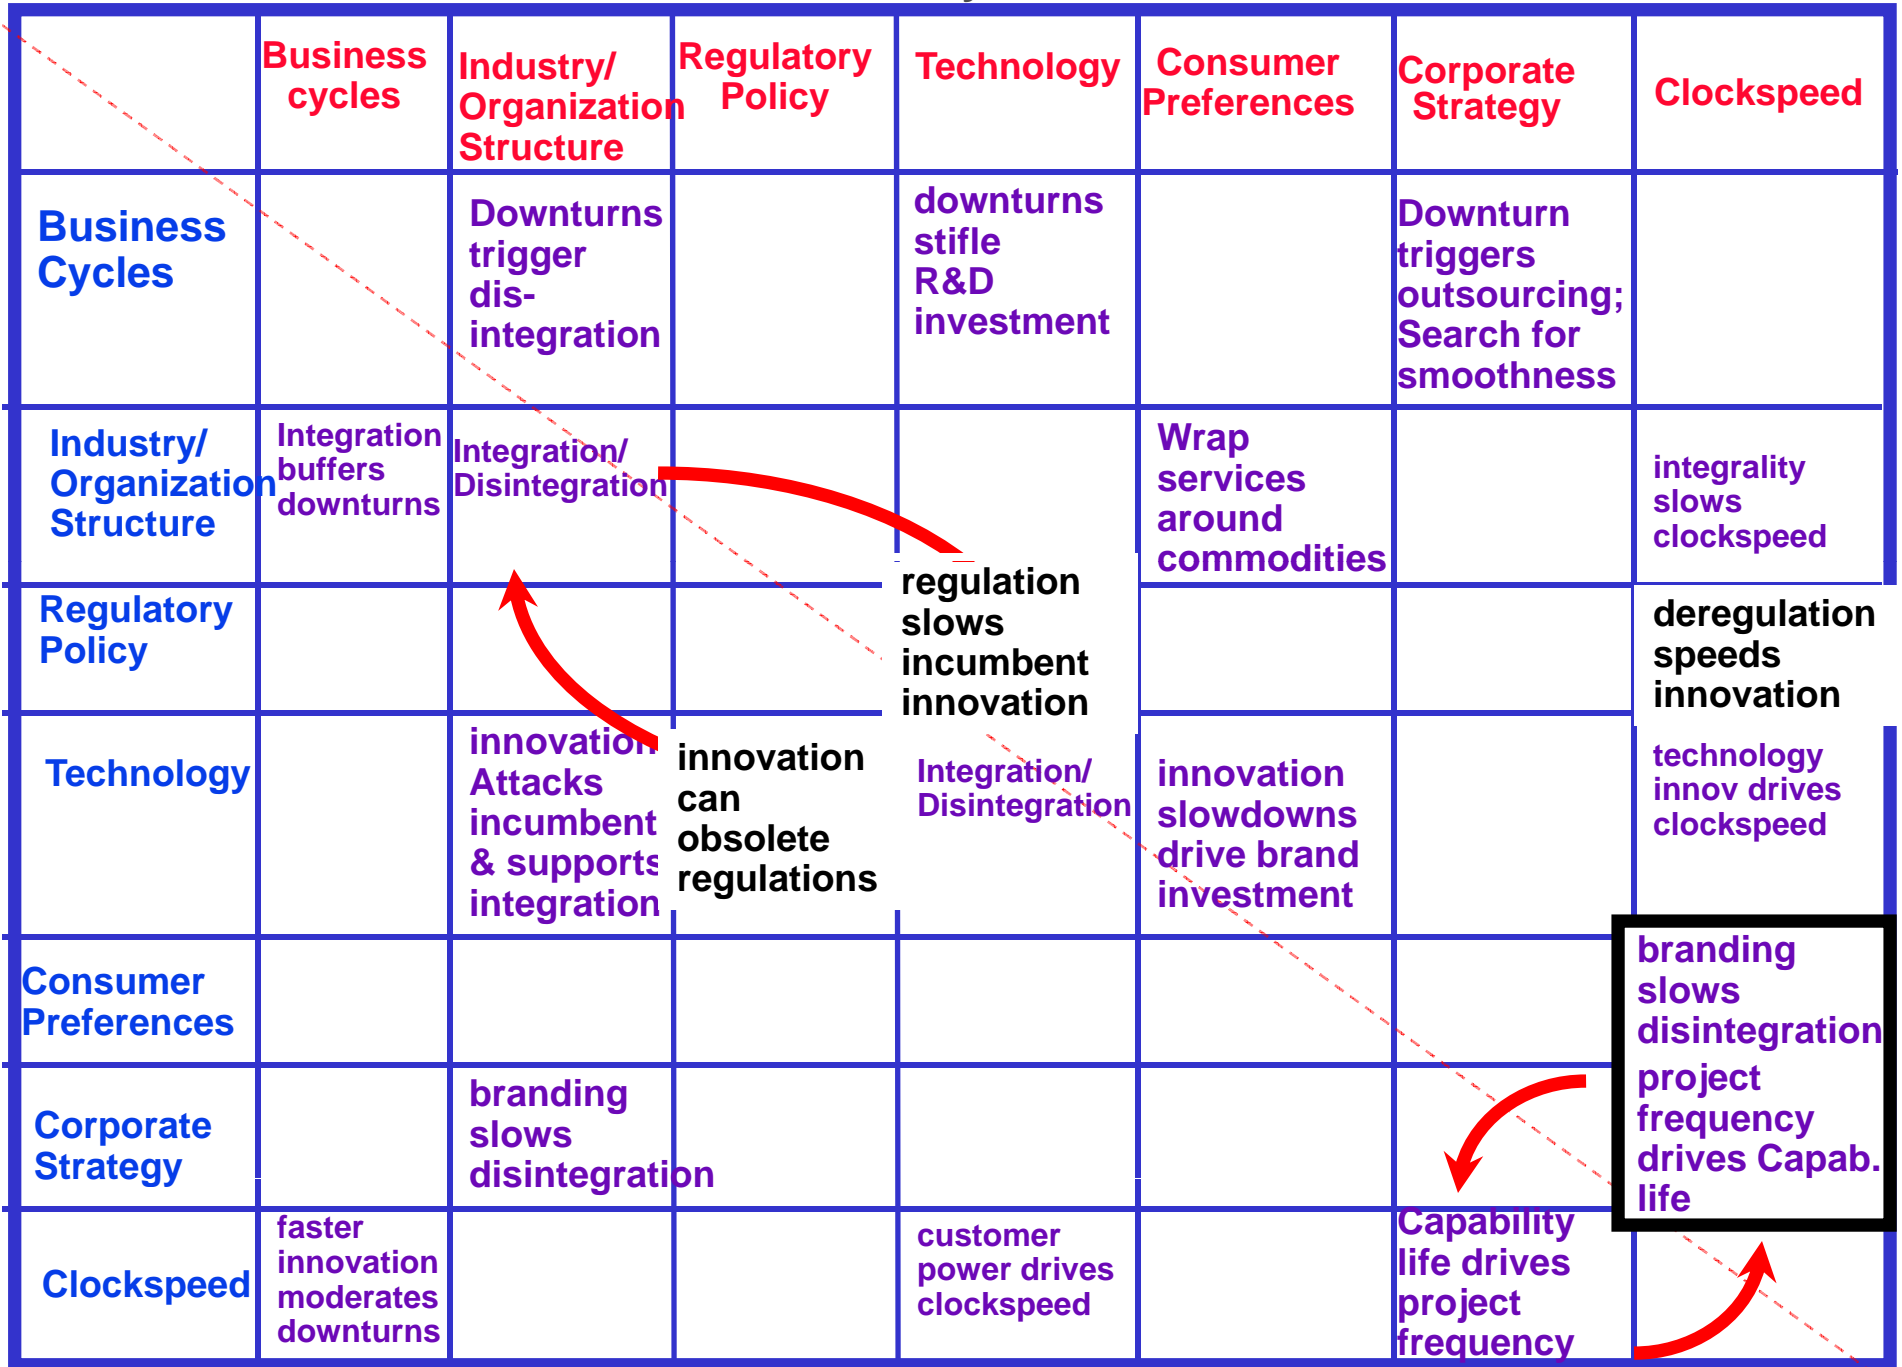 Business
cycles
Industry/
Organization
Structure
Regulatory
Policy
Technology
Consumer
Preferences
Corporate
Strategy
Clockspeed
Business
Cycles
Downturns
trigger
dis-
integration
downturns
stifle
R&D
investment
Downturn
triggers
outsourcing;
Search for
smoothness
Industry/
Organization
Structure
Integration
buffers
downturns
Integration/
Disintegration
Wrap
services
around
commodities
integrality
slows
clockspeed
Regulatory
Policy
regulation
slows
incumbent
innovation
deregulation
speeds
innovation
Technology
innovation
Attacks
incumbent
& supports
integration
innovation
can
obsolete
regulations
Integration/
Disintegration
innovation
slowdowns
drive brand
investment
technology
innov drives
clockspeed
Consumer
Preferences
branding
slows
disintegration
Corporate
Strategy
branding
slows
disintegration
project
frequency
drives Capab.
life
Clockspeed
faster
innovation
moderates
downturns
customer
power drives
clockspeed
Capability
life drives
project
frequency